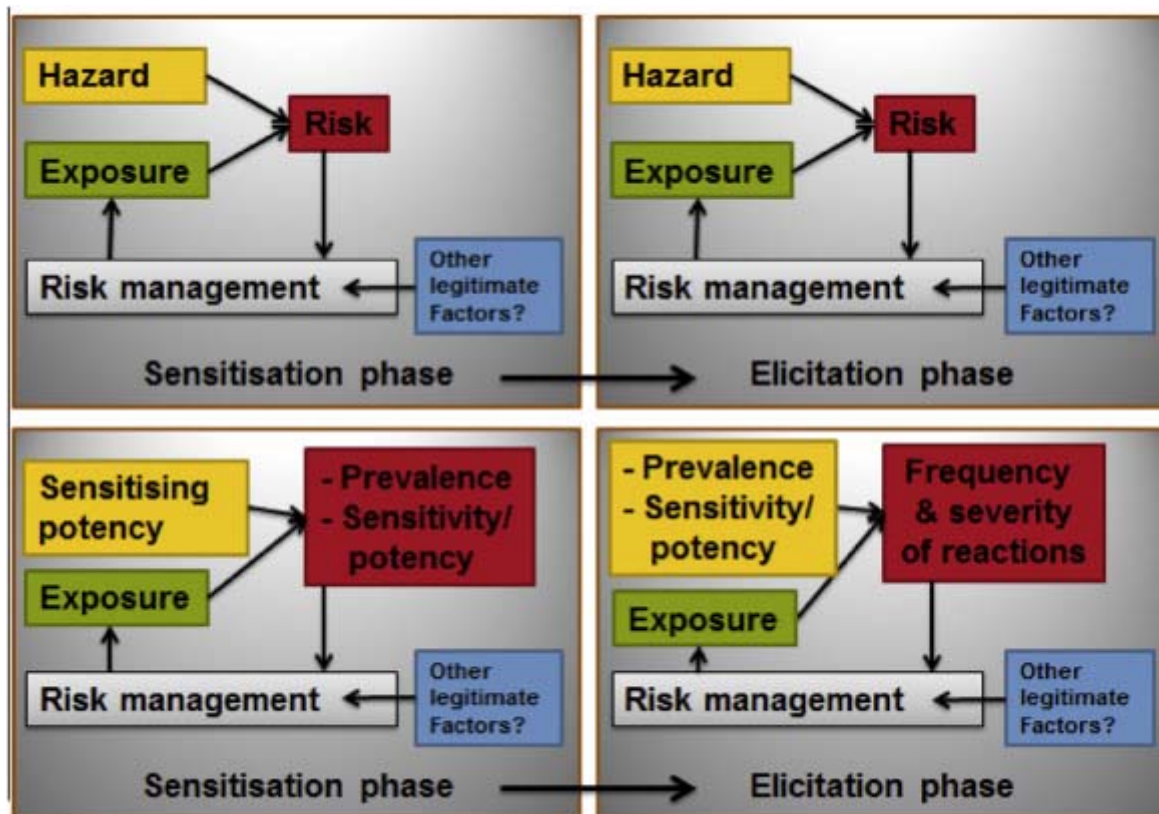 Hazard
Risk
Exposure
Risk management
Other
legitimate
Factors?
Sensitisation phase
Hazard
Risk
Exposure
Risk management
Other
legitimate
Factors?
Elicitation phase
Sensitising
potency
- Prevalence
- Sensitivity/
potency
Exposure
Risk management
Other
legitimate
Factors?
Sensitisation phase
- Prevalence
- Sensitivity/
potency
Frequency
& severity
of reactions
Exposure
Risk management
Other
legitimate
Factors?
Elicitation phase